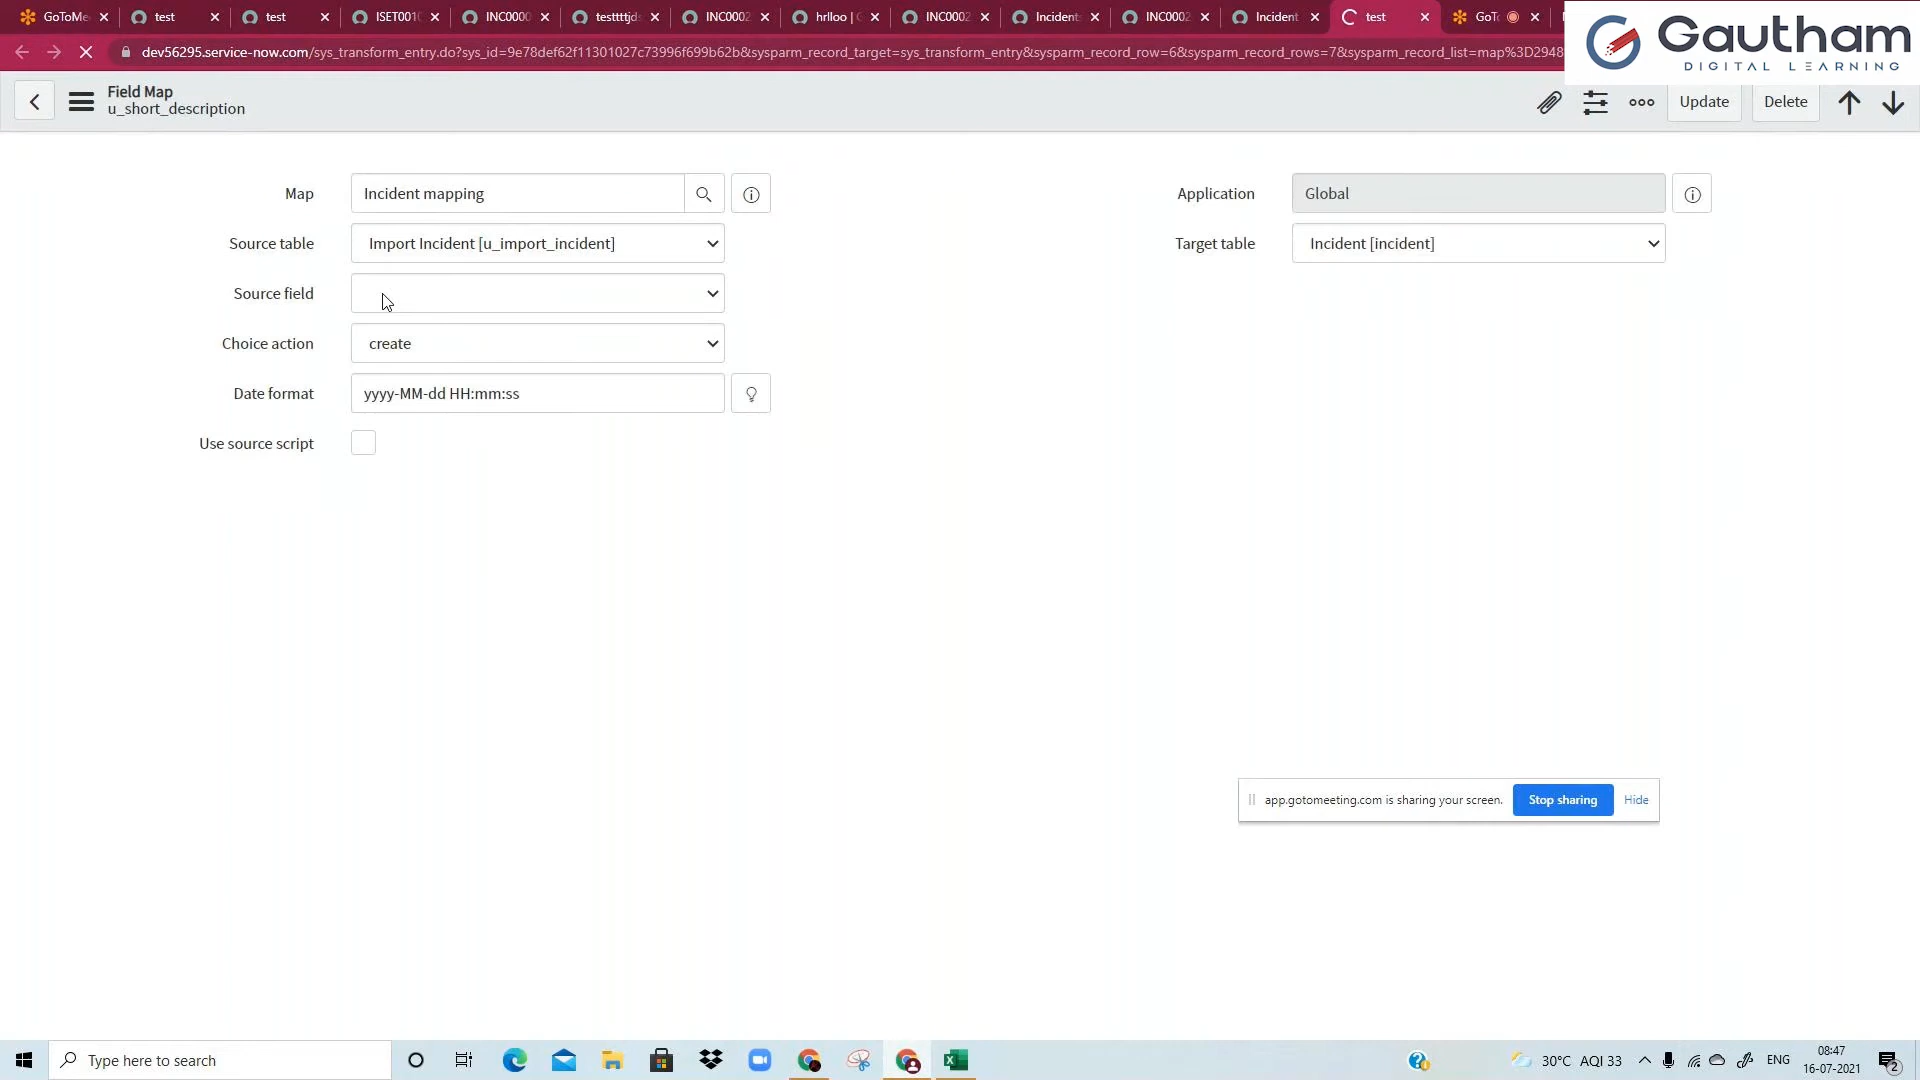 GoToMe
test
test
ISET001
INC0000
testtttjd
INC0002
hrlloo | 
INC0002
Incident
INC0002
Incident
test
GoT
Gautham
DIGITAL LEARNING
dev56295.service-now.com/sys_transform_entry.do?sys_id=9e78def62f11301027c73996f699b62b&sysparm_record_target=sys_transform_entry&sysparm_record_row=6&sysparm_record_rows=7&sysparm_record_list=map%3D2948
Field Map
u_short_description
Update
Delete
Map
Incident mapping
Application
Global
Source table
Import Incident [u_import_incident]
Target table
Incident [incident]
Source field
Choice action
create
Date format
yyyy-MM-dd HH:mm:ss
Use source script
app.gotomeeting.com is sharing your screen.
Stop sharing
Hide
Type here to search
30°C AQI 33
ENG
08:47
16-07-2021
2